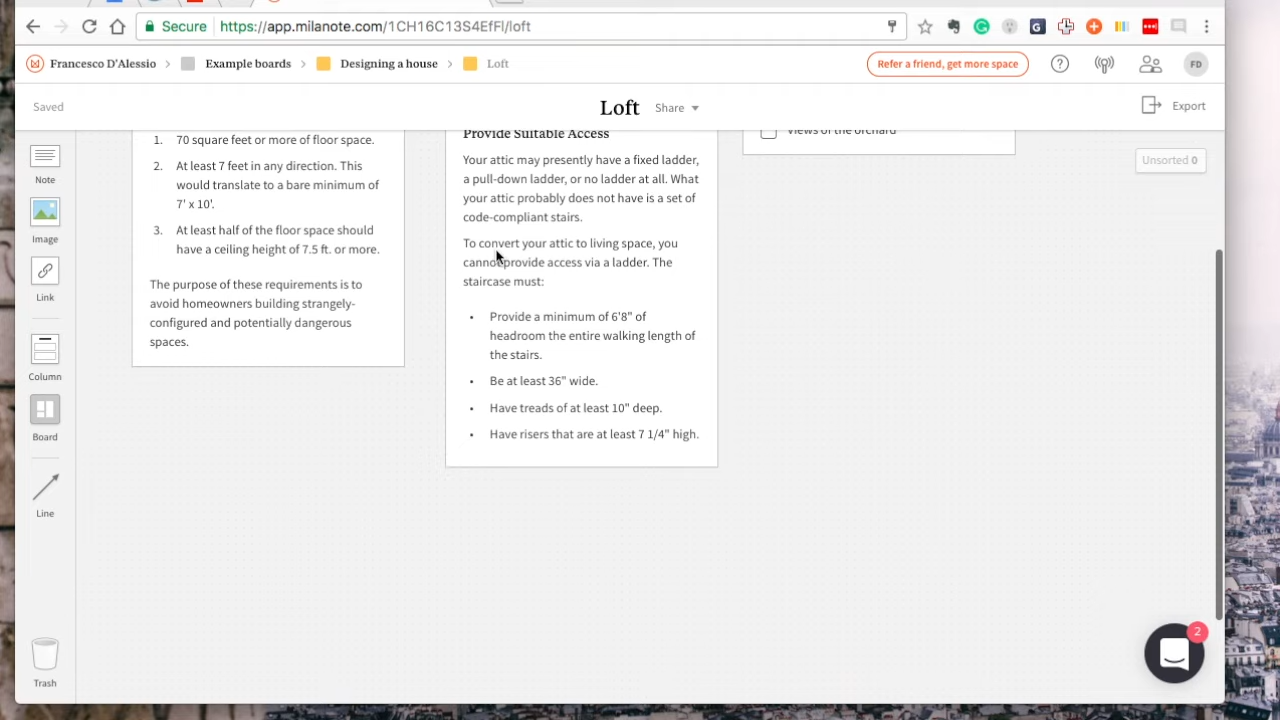 Secure
https://app.milanote.com/1CH16C13S4EfFl/loft
Francesco D'Alessio
Example boards
Designing a house
Loft
Refer a friend, get more space
FD
Saved
Loft
Share
Export
Note
Image
Link
Column
Board
Line
Trash
1. 70 square feet or more of floor space.
2. At least 7 feet in any direction. This
would translate to a bare minimum of
7' x 10'.
3. At least half of the floor space should
have a ceiling height of 7.5 ft. or more.
The purpose of these requirements is to
avoid homeowners building strangely-
configured and potentially dangerous
spaces.
Provide Suitable Access
Your attic may presently have a fixed ladder,
a pull-down ladder, or no ladder at all. What
your attic probably does not have is a set of
code-compliant stairs.
To convert your attic to living space, you
cannot provide access via a ladder. The
staircase must:
• Provide a minimum of 6'8" of
headroom the entire walking length of
the stairs.
• Be at least 36" wide.
• Have treads of at least 10" deep.
• Have risers that are at least 7 1/4" high.
Views of the orchard
Unsorted 0
2